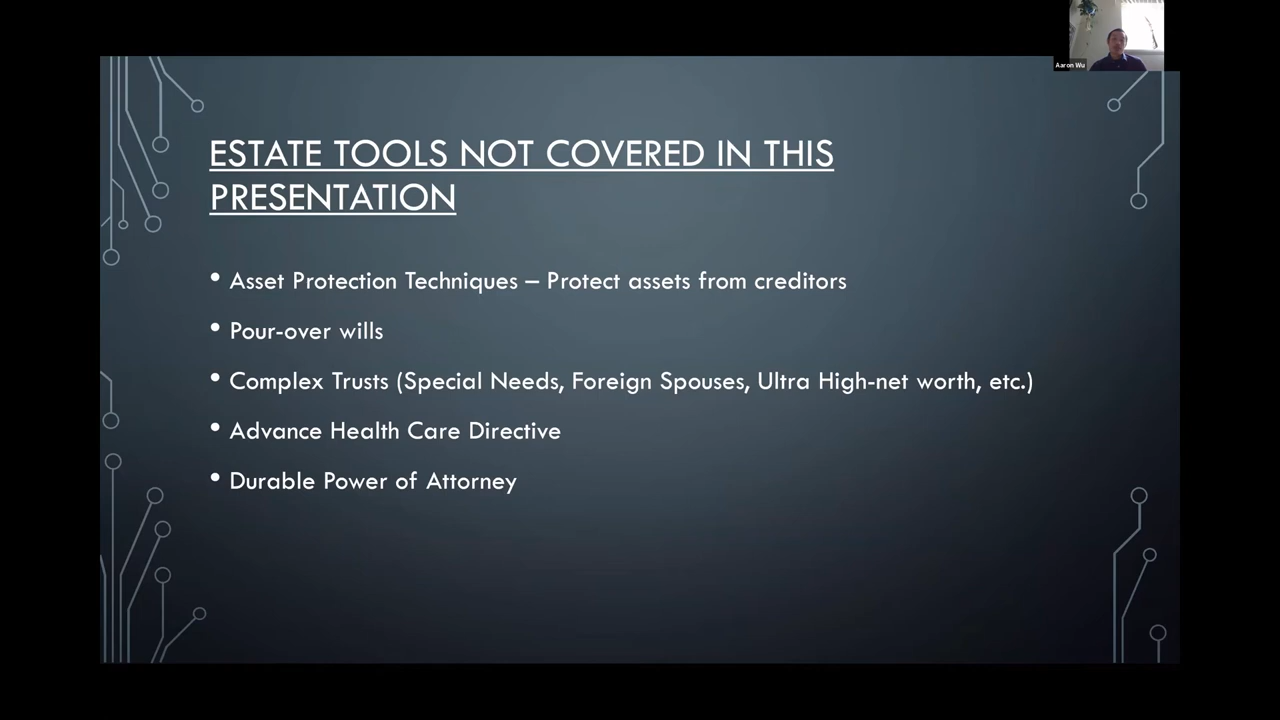 Aaron Wu
ESTATE TOOLS NOT COVERED IN THIS
PRESENTATION
• Asset Protection Techniques – Protect assets from creditors
• Pour-over wills
• Complex Trusts (Special Needs, Foreign Spouses, Ultra High-net worth, etc.)
• Advance Health Care Directive
• Durable Power of Attorney